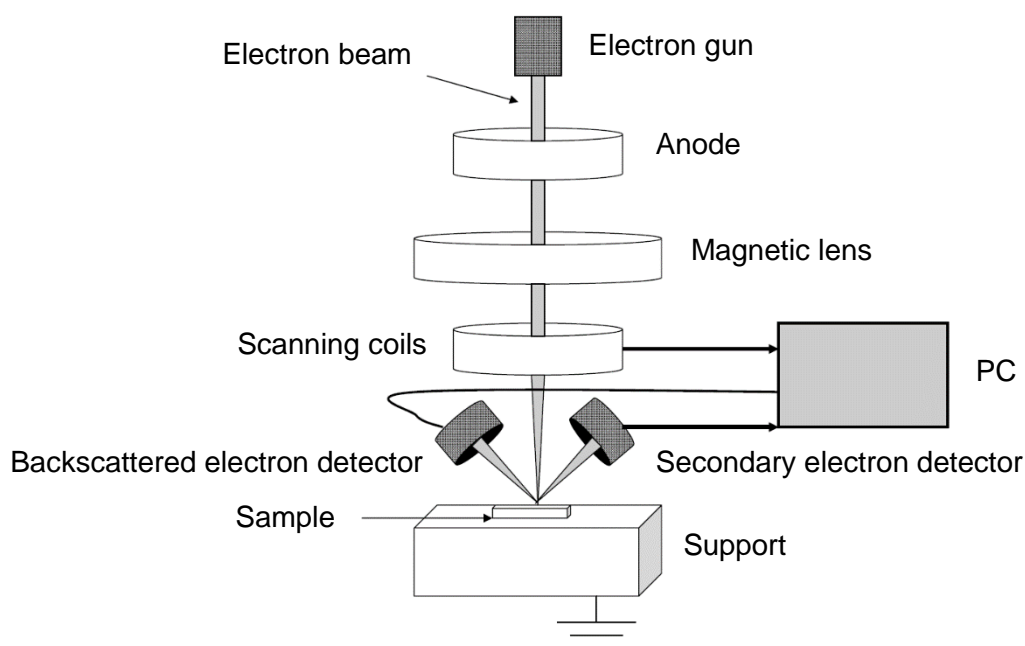 Electron gun
Electron beam
Anode
Magnetic lens
Scanning coils
PC
Backscattered electron detector
Secondary electron detector
Sample
Support